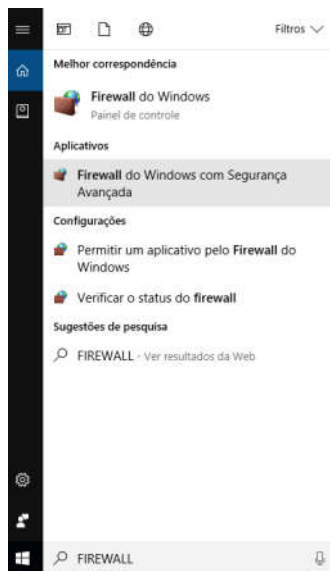 Filtros
Melhor correspondência
Firewall do Windows
Painel de controle
Aplicativos
Firewall do Windows com Segurança
Avançada
Configurações
Permitir um aplicativo pelo Firewall do
Windows
Verificar o status do firewall
Sugestões de pesquisa
FIREWALL - Ver resultados da Web
FIREWALL